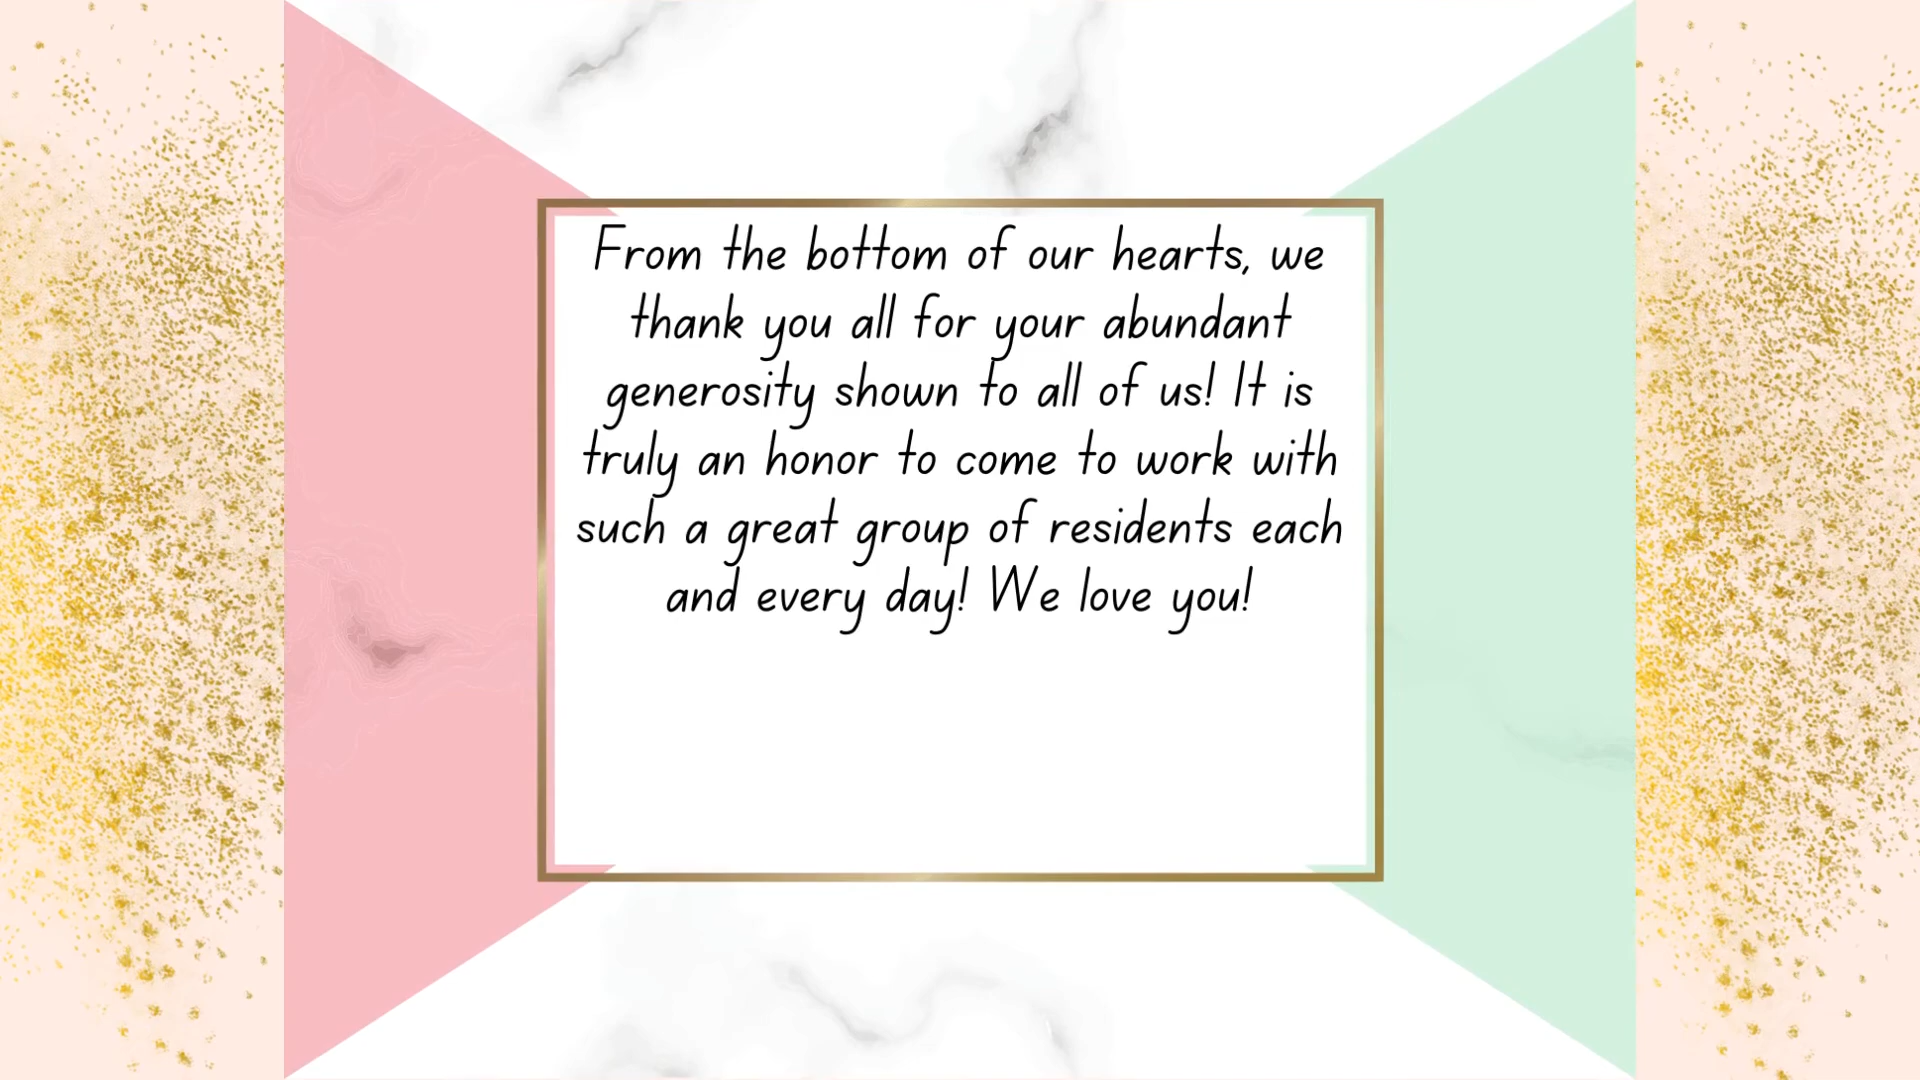 From the bottom of our hearts, we
thank you all for your abundant
generosity shown to all of us! It is
truly an honor to come to work with
such a great group of residents each
and every day! We love you!